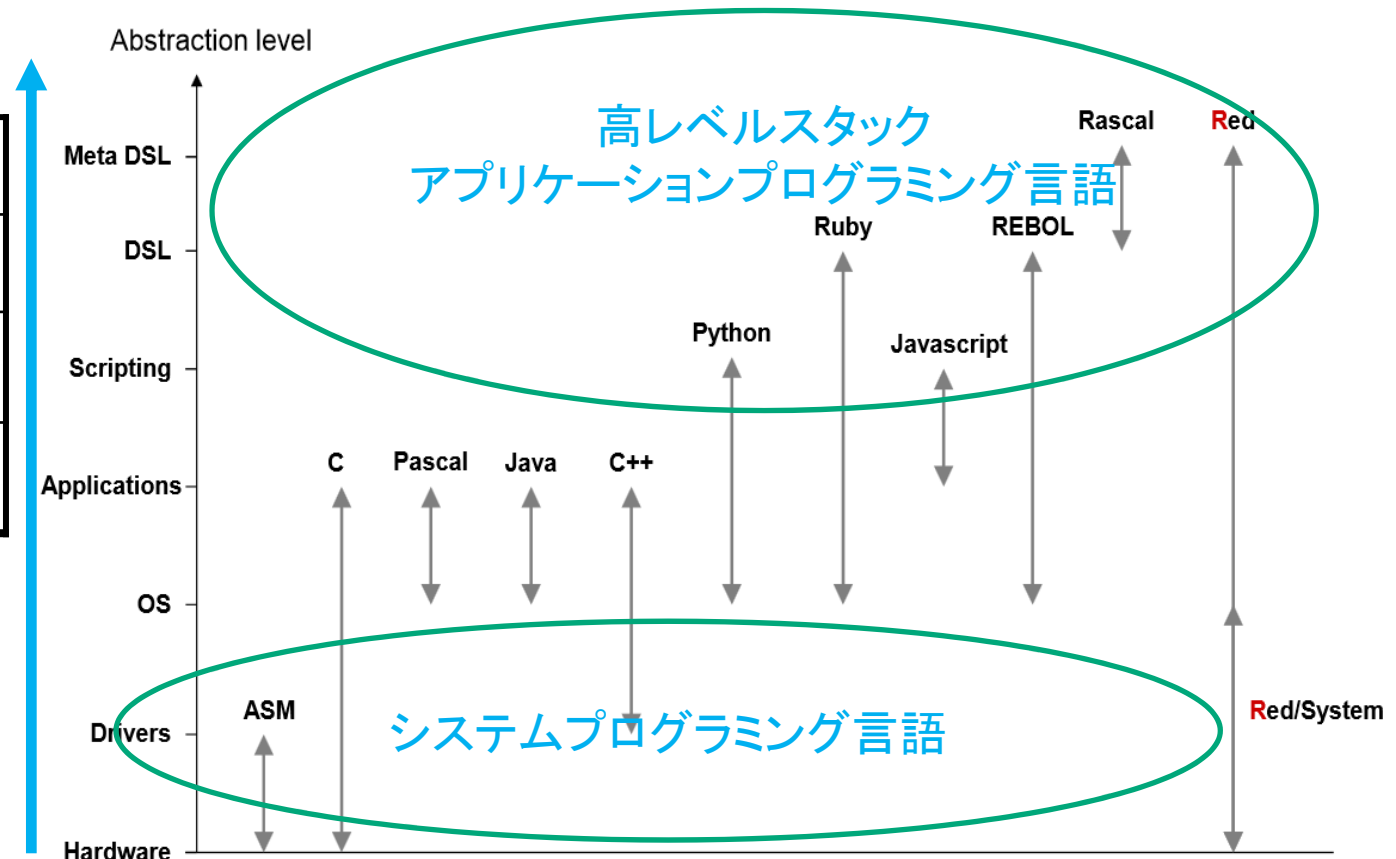 Abstraction level
高レベルスタック
アプリケーションプログラミング言語
Rascal
Red
Meta DSL
Ruby
REBOL
DSL
Python
Javascript
Scripting
C
Pascal
Java
C++
Applications
OS
ASM
システムプログラミング言語
Red/System
Drivers
Hardware